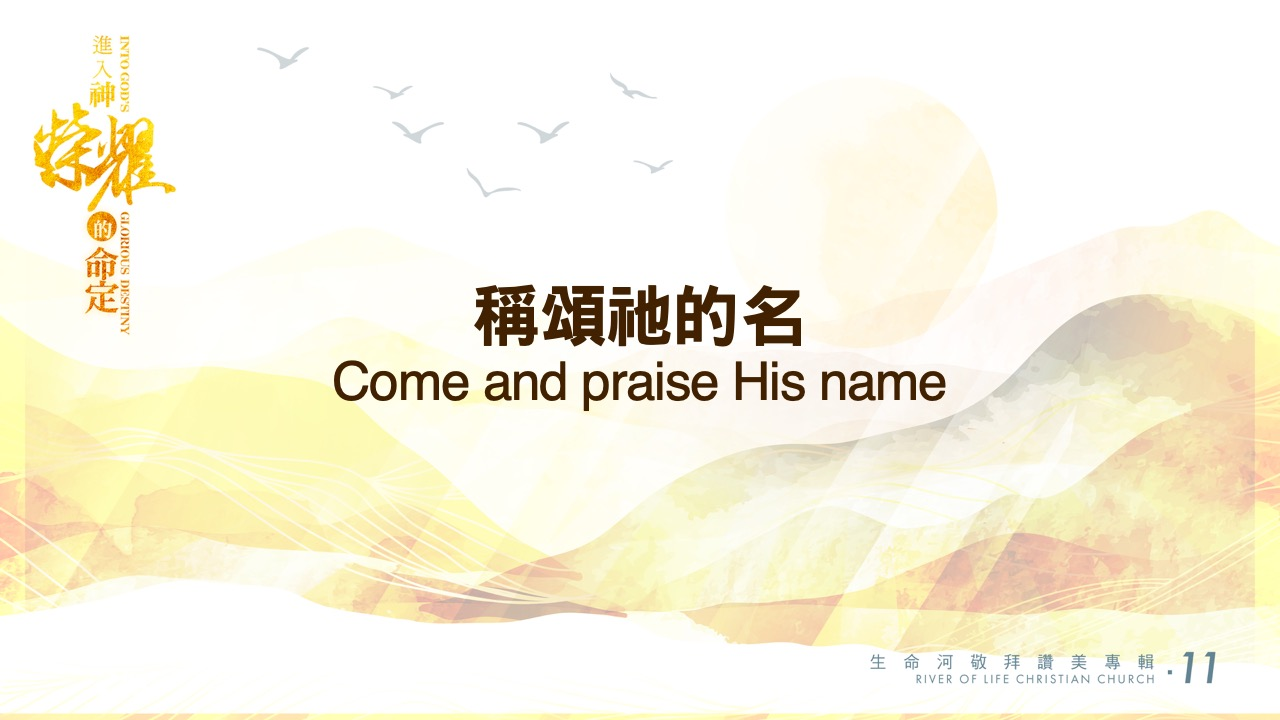 進入神
榮耀
的
命定
INTO GOD'S
GLORIOUS DESTINY
稱頌祂的名
Come and praise His name
生命河敬拜讚美專輯
RIVER OF LIFE CHRISTIAN CHURCH
·11